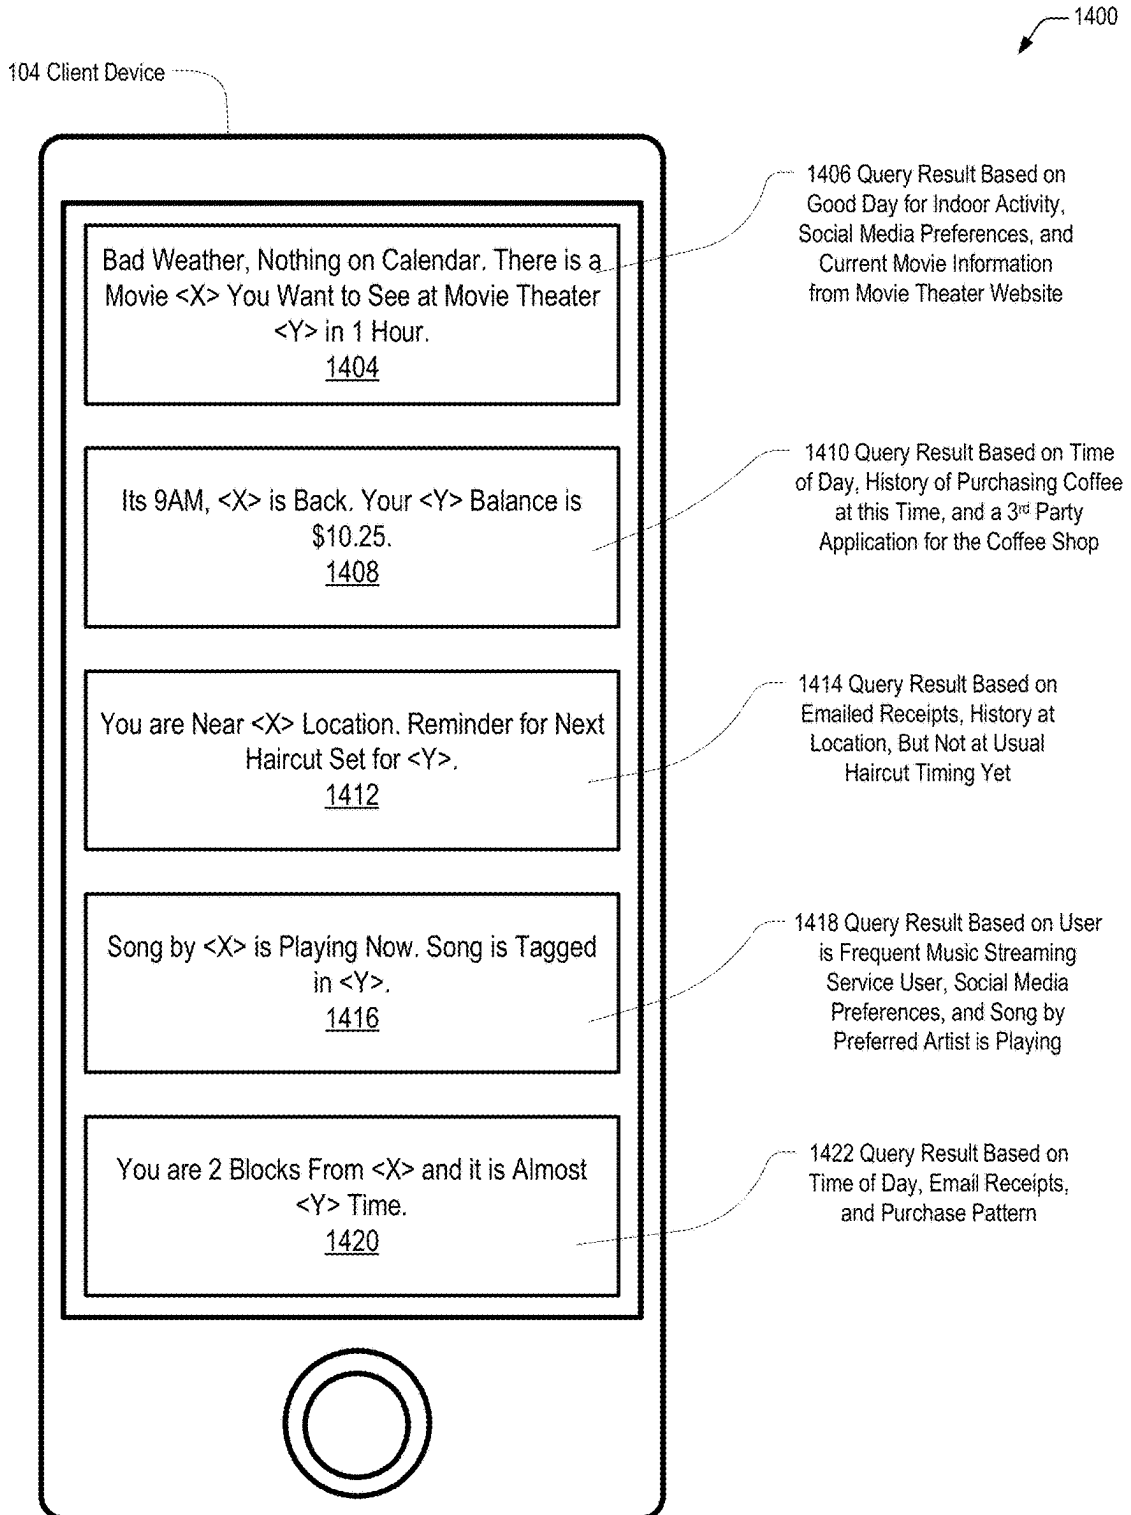 1400
104 Client Device
Bad Weather, Nothing on Calendar. There is a
Movie <X> You Want to See at Movie Theater
<Y> in 1 Hour.
1404
1406 Query Result Based on
Good Day for Indoor Activity,
Social Media Preferences, and
Current Movie Information
from Movie Theater Website
Its 9AM, <X> is Back. Your <Y> Balance is
$10.25.
1408
1410 Query Result Based on Time
of Day, History of Purchasing Coffee
at this Time, and a 3rd Party
Application for the Coffee Shop
You are Near <X> Location. Reminder for Next
Haircut Set for <Y>.
1412
1414 Query Result Based on
Emailed Receipts, History at
Location, But Not at Usual
Haircut Timing Yet
Song by <X> is Playing Now. Song is Tagged
in <Y>.
1416
1418 Query Result Based on User
is Frequent Music Streaming
Service User, Social Media
Preferences, and Song by
Preferred Artist is Playing
You are 2 Blocks From <X> and it is Almost
<Y> Time.
1420
1422 Query Result Based on
Time of Day, Email Receipts,
and Purchase Pattern